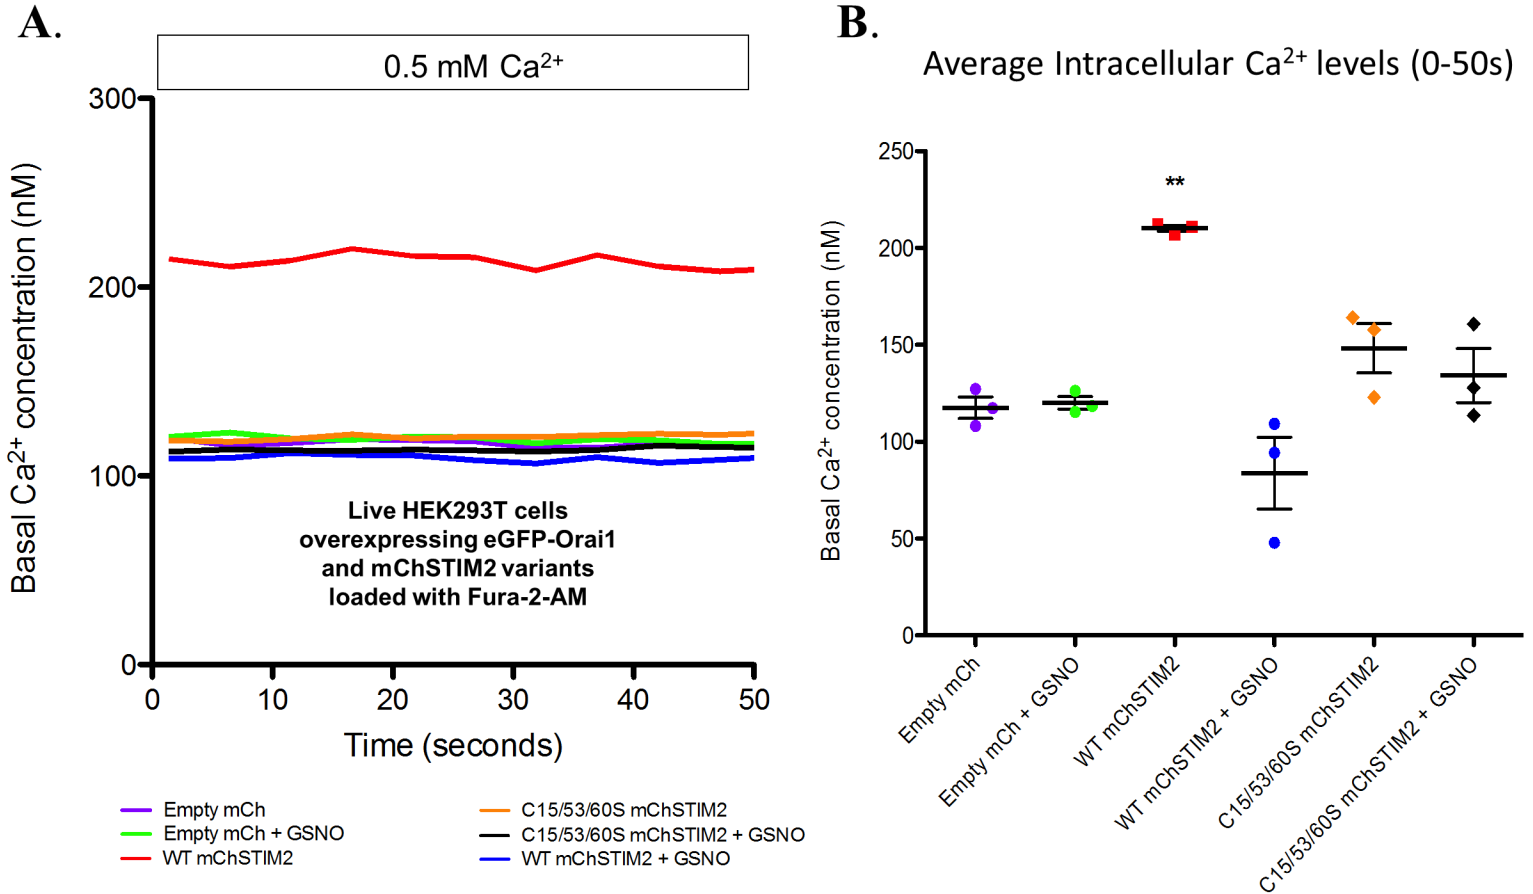 A.
0.5 mM Ca²⁺
Basal Ca²⁺ concentration (nM)
300
200
100
0
0 10 20 30 40 50
Time (seconds)
Live HEK293T cells
overexpressing eGFP-Orai1
and mChSTIM2 variants
loaded with Fura-2-AM
Empty mCh
Empty mCh + GSNO
WT mChSTIM2
C15/53/60S mChSTIM2
C15/53/60S mChSTIM2 + GSNO
WT mChSTIM2 + GSNO
B.
Average Intracellular Ca²⁺ levels (0-50s)
Basal Ca²⁺ concentration (nM)
250
200
150
100
50
0
**
Empty mCh
Empty mCh + GSNO
WT mChSTIM2
WT mChSTIM2 + GSNO
C15/53/60S mChSTIM2
C15/53/60S mChSTIM2 + GSNO